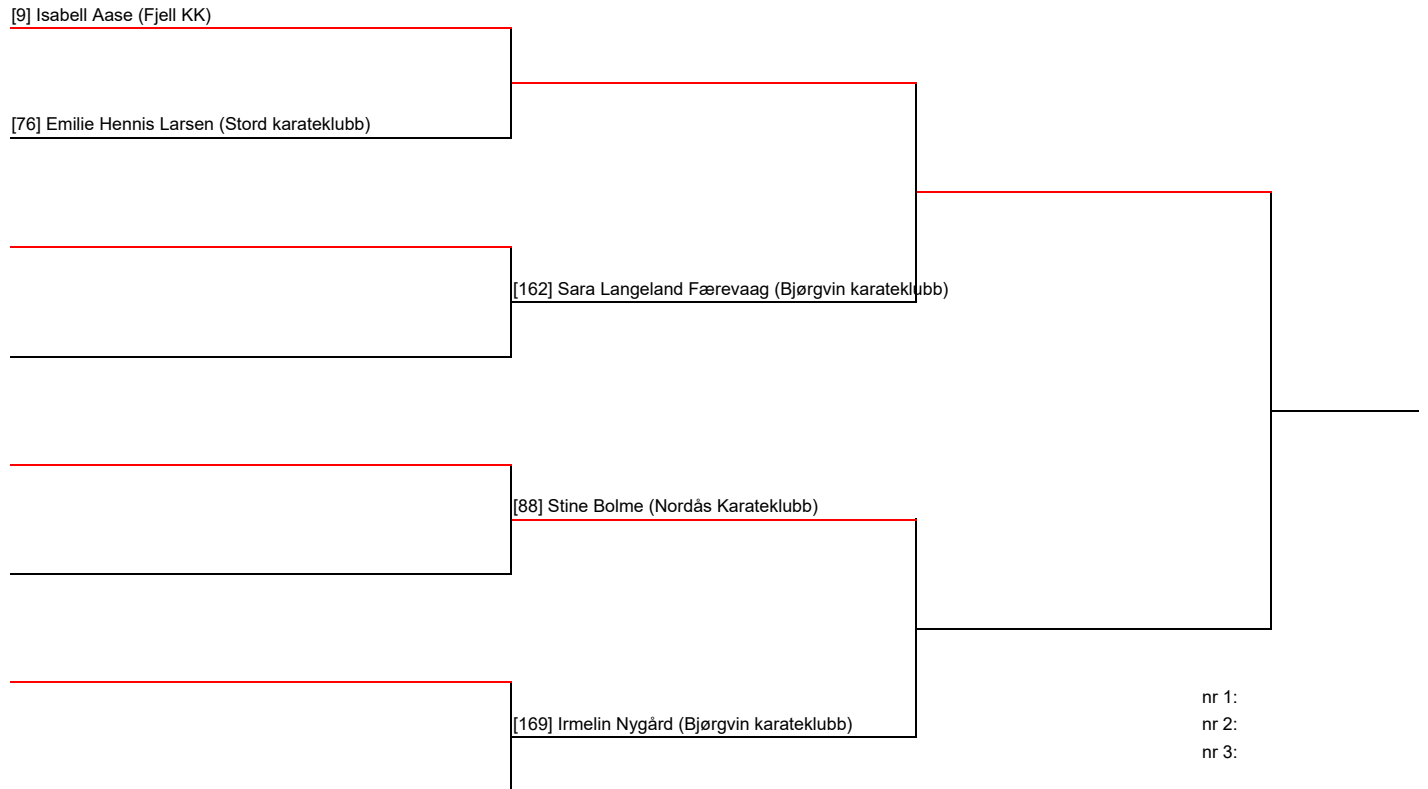 [9] Isabell Aase (Fjell KK)
[76] Emilie Hennis Larsen (Stord karateklubb)
[162] Sara Langeland Færevaag (Bjørgvin karateklubb)
[88] Stine Bolme (Nordås Karateklubb)
[169] Irmelin Nygård (Bjørgvin karateklubb)
nr 1:
nr 2:
nr 3: